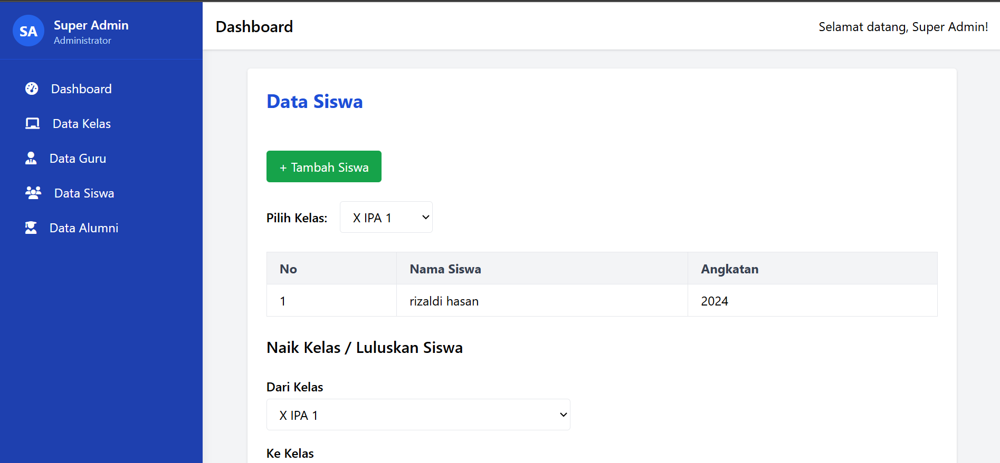 SA
Super Admin
Administrator
Dashboard
Data Kelas
Data Guru
Data Siswa
Data Alumni
Dashboard
Selamat datang, Super Admin!
Data Siswa
+ Tambah Siswa
Pilih Kelas: X IPA 1
No Nama Siswa Angkatan
1 rizaldi hasan 2024
Naik Kelas / Luluskan Siswa
Dari Kelas
X IPA 1
Ke Kelas